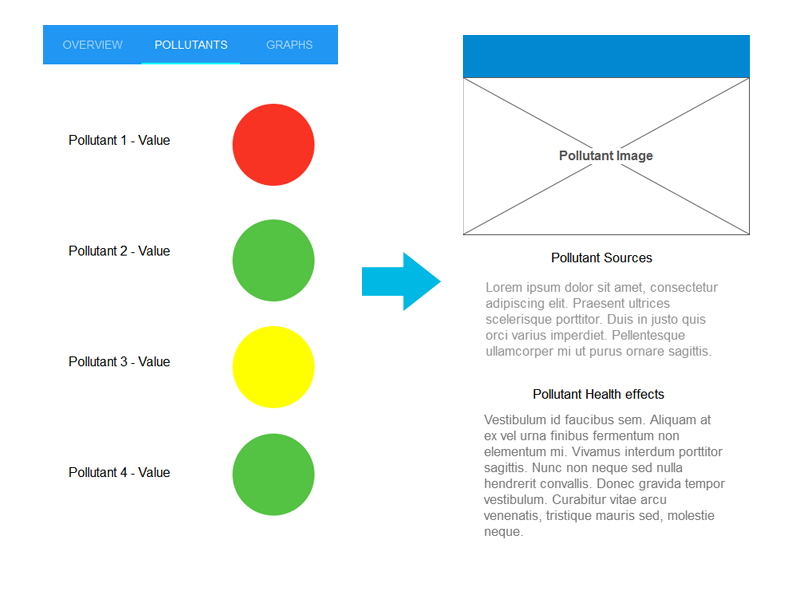 OVERVIEW POLLUTANTS GRAPHS
Pollutant 1 - Value
Pollutant 2 - Value
Pollutant 3 - Value
Pollutant 4 - Value
Pollutant Image
Pollutant Sources
Lorem ipsum dolor sit amet, consectetur
adipiscing elit. Praesent ultrices
scelerisque porttitor. Duis in justo quis
orci varius imperdiet. Pellentesque
ullamcorper mi ut purus ornare sagittis.
Pollutant Health effects
Vestibulum id faucibus sem. Aliquam at
ex vel urna finibus fermentum non
elementum mi. Vivamus interdum porttitor
sagittis. Nunc non neque sed nulla
hendrerit convallis. Donec gravida tempor
vestibulum. Curabitur vitae arcu
venenatis, tristique mauris sed, molestie
neque.